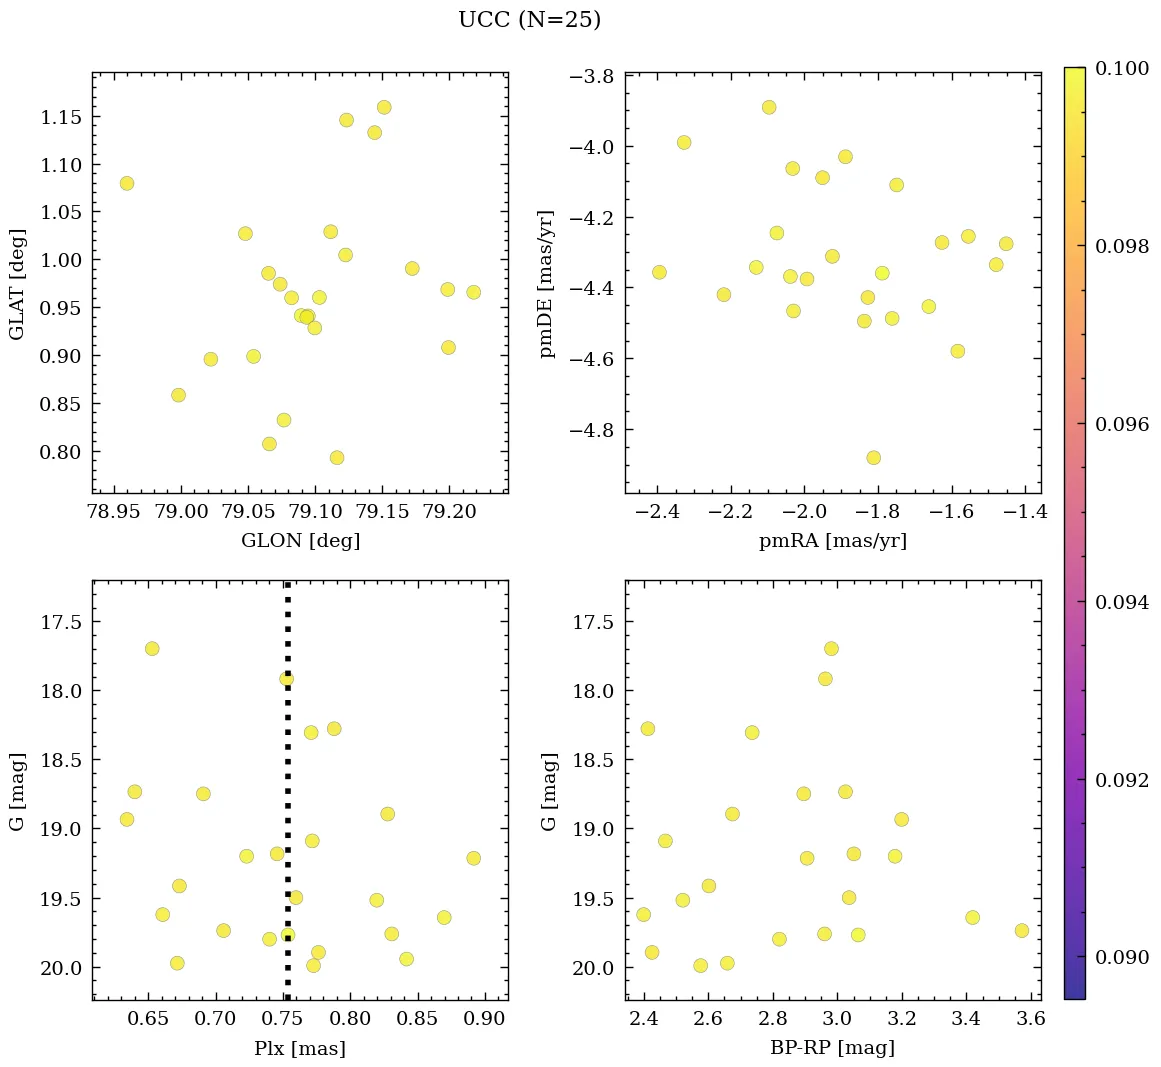 UCC (N=25)
1.15
1.10
1.05
1.00
0.95
0.90
0.85
0.80
GLAT [deg]
78.95 79.00 79.05 79.10 79.15 79.20
GLON [deg]
−3.8
−4.0
−4.2
−4.4
−4.6
−4.8
pmDE [mas/yr]
−2.4 −2.2 −2.0 −1.8 −1.6 −1.4
pmRA [mas/yr]
17.5
18.0
18.5
19.0
19.5
20.0
G [mag]
0.65 0.70 0.75 0.80 0.85 0.90
Plx [mas]
17.5
18.0
18.5
19.0
19.5
20.0
G [mag]
2.4 2.6 2.8 3.0 3.2 3.4 3.6
BP-RP [mag]
0.100
0.098
0.096
0.094
0.092
0.090